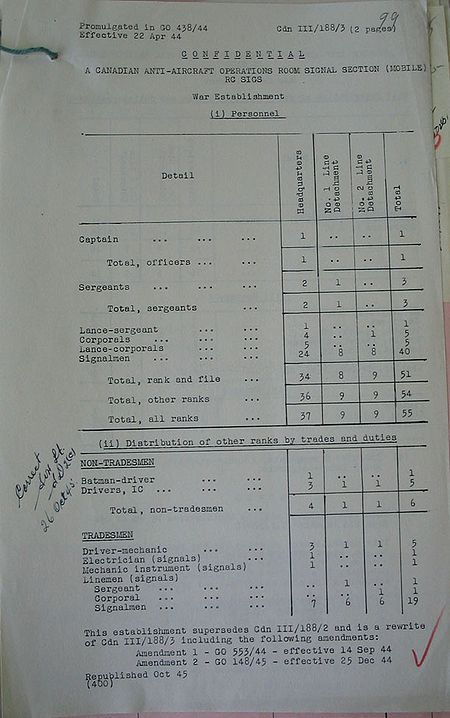 Promulgated in GO 438/44 Cdn III/188/3 (2 pages)
99
Effective 22 Apr 44
CONFIDENTIAL
A CANADIAN ANTI-AIRCRAFT OPERATIONS ROOM SIGNAL SECTION (MOBILE)
RC SIGS
War Establishment
(i) Personnel
Detail Headquarters No. 1 Line Detachment No. 2 Line Detachment Total
Captain ... ... ... 1 .. .. 1
Total, officers ... ... 1 .. .. 1
Sergeants ... ... ... 2 1 .. 3
Total, sergeants ... 2 1 .. 3
Lance-sergeant ... ... 1 .. .. 1
Corporals ... ... ... 4 .. 1 5
Lance-corporals ... ... 5 .. .. 5
Signalmen ... ... ... 24 8 8 40
Total, rank and file ... 34 8 9 51
Total, other ranks ... 36 9 9 54
Total, all ranks ... 37 9 9 55
(ii) Distribution of other ranks by trades and duties
NON-TRADESMEN
Batman-driver ... ... 1 .. .. 1
Drivers, IC ... ... ... 3 1 1 5
Total, non-tradesmen ... 4 1 1 6
TRADESMEN
Driver-mechanic ... ... 3 1 1 5
Electrician (signals) ... 1 .. .. 1
Mechanic instrument (signals) 1 .. .. 1
Linemen (signals)
Sergeant ... ... ... .. 1 .. 1
Corporal ... ... ... .. .. 1 1
Signalmen ... ... ... 7 6 6 19
This establishment supersedes Cdn III/188/2 and is a rewrite
of Cdn III/188/3 including the following amendments:
Amendment 1 - GO 553/44 - effective 14 Sep 44
Amendment 2 - GO 148/45 - effective 25 Dec 44
Republished Oct 45
(400)
Correct
26 Oct 45